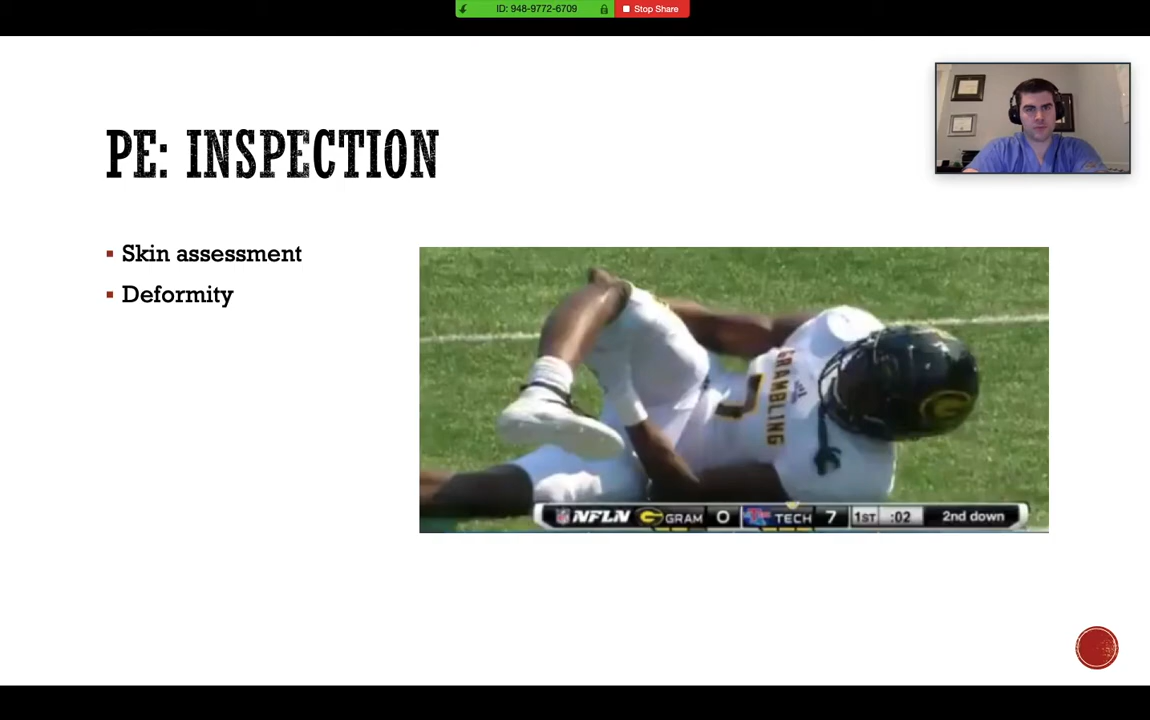 ID: 948-9772-6709 Stop Share
PE: INSPECTION
▪ Skin assessment
▪ Deformity
GRAMBLING
7
NFLN GRAM 0 TECH 7 1ST :02 2nd down